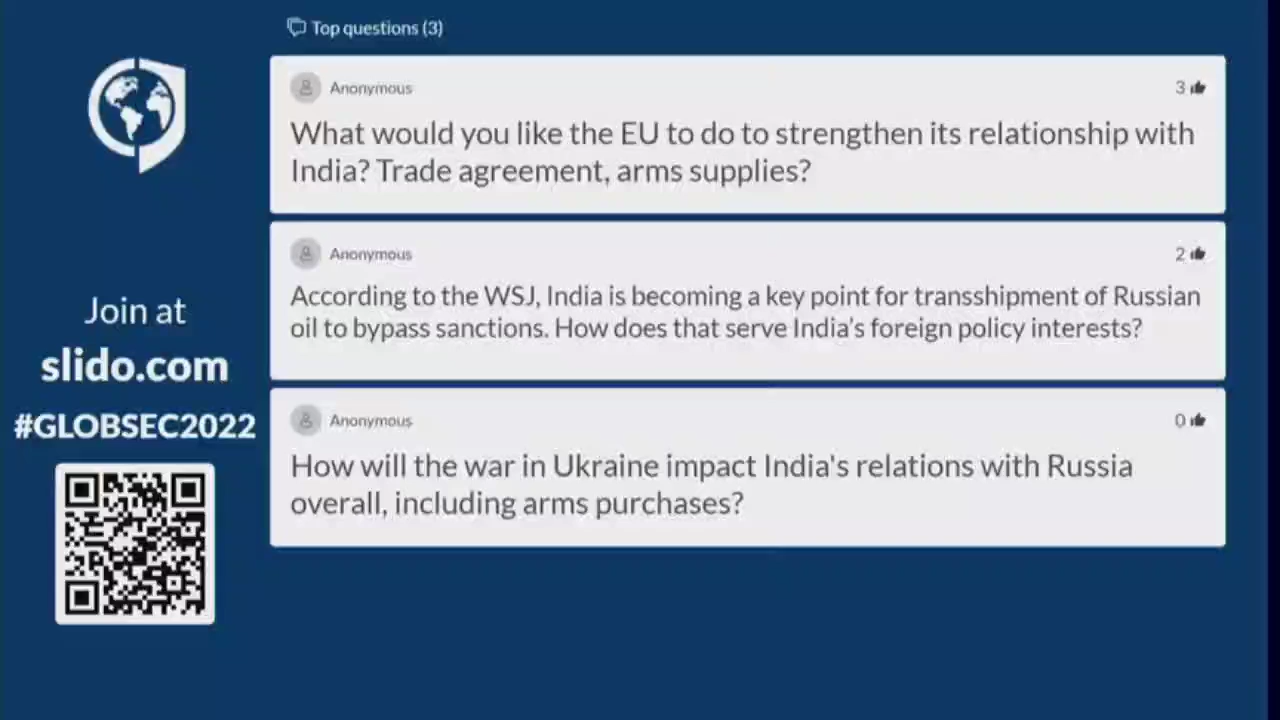 Top questions (3)
Anonymous
3
What would you like the EU to do to strengthen its relationship with
India? Trade agreement, arms supplies?
Anonymous
2
According to the WSJ, India is becoming a key point for transshipment of Russian
oil to bypass sanctions. How does that serve India's foreign policy interests?
Anonymous
0
How will the war in Ukraine impact India's relations with Russia
overall, including arms purchases?
Join at
slido.com
#GLOBSEC2022